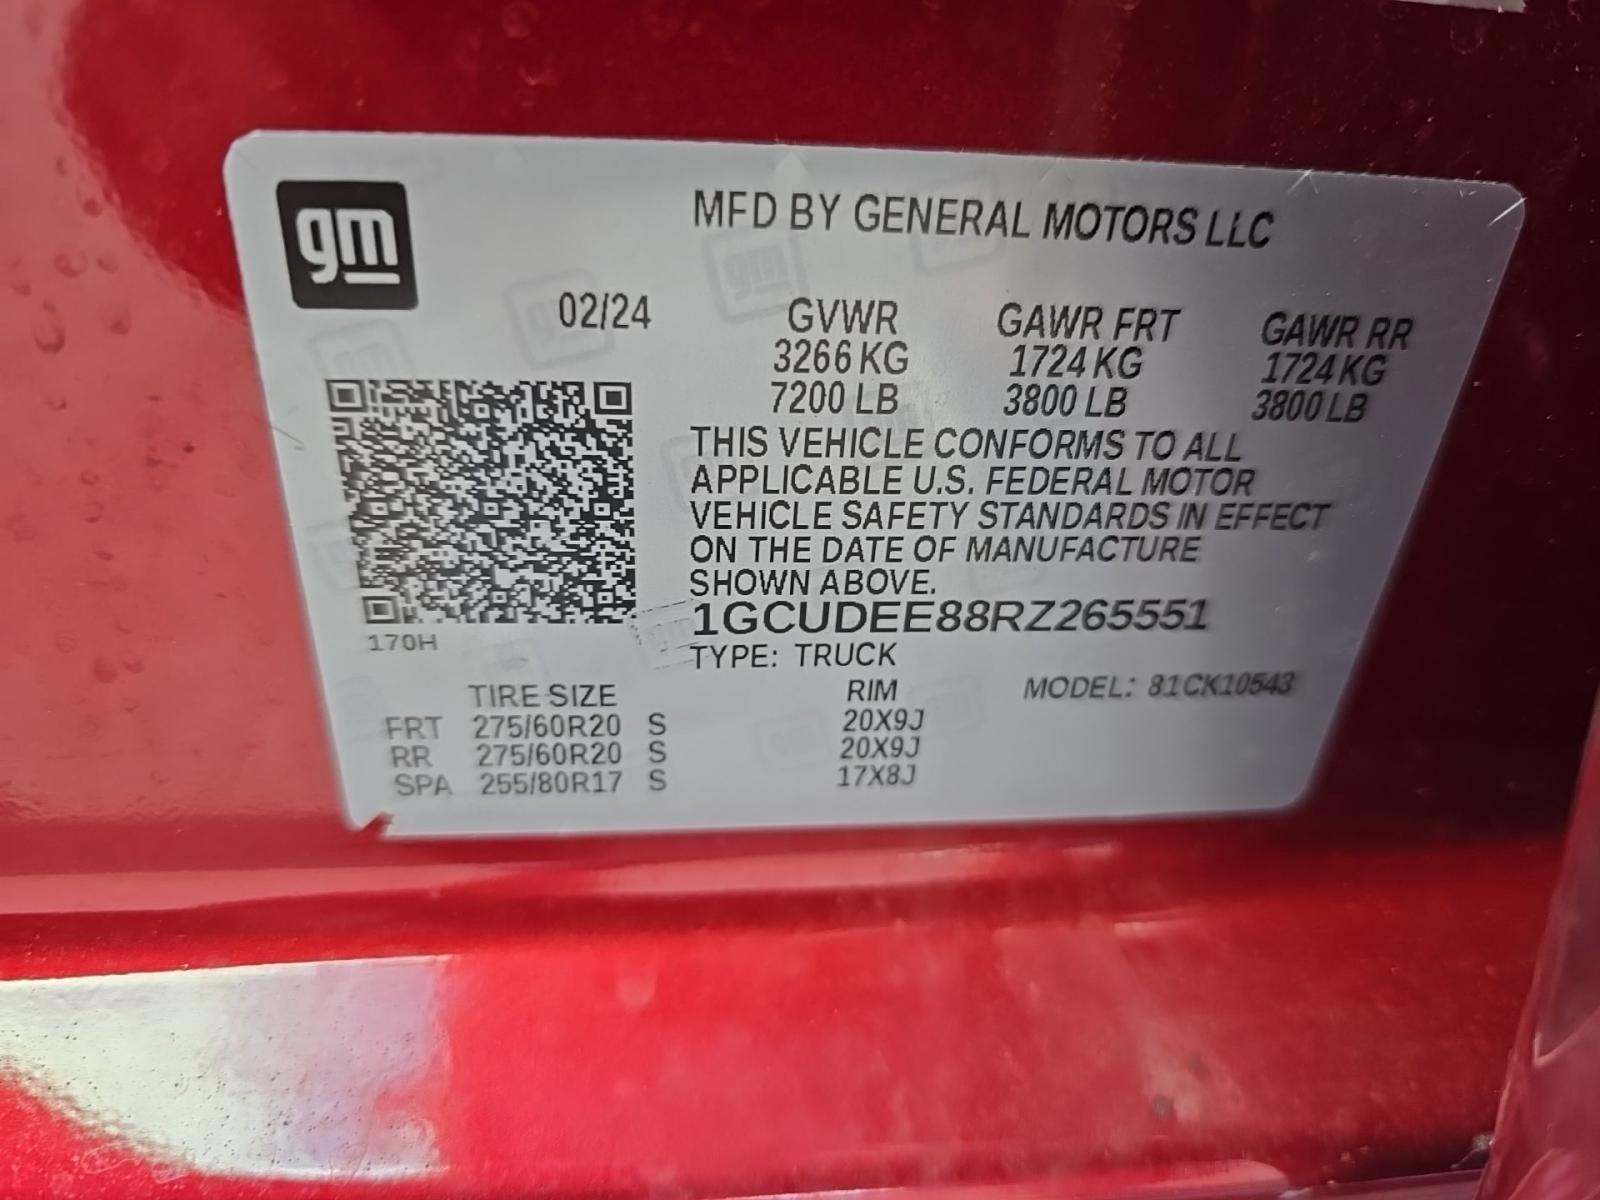 gm
MFD BY GENERAL MOTORS LLC
02/24
GVWR GAWR FRT GAWR RR
3266 KG 1724 KG 1724 KG
7200 LB 3800 LB 3800 LB
THIS VEHICLE CONFORMS TO ALL
APPLICABLE U.S. FEDERAL MOTOR
VEHICLE SAFETY STANDARDS IN EFFECT
ON THE DATE OF MANUFACTURE
SHOWN ABOVE.
1GCUDEE88RZ265551
170H
TYPE: TRUCK
TIRE SIZE RIM MODEL: 81CK10543
FRT 275/60R20 S 20X9J
RR 275/60R20 S 20X9J
SPA 255/80R17 S 17X8J